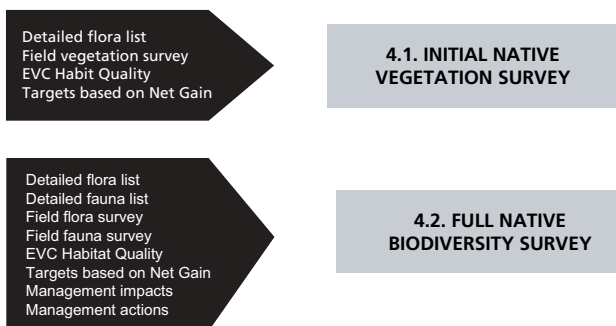 Detailed flora list
Field vegetation survey
EVC Habit Quality
Targets based on Net Gain
4.1. INITIAL NATIVE
VEGETATION SURVEY
Detailed flora list
Detailed fauna list
Field flora survey
Field fauna survey
EVC Habitat Quality
Targets based on Net Gain
Management impacts
Management actions
4.2. FULL NATIVE
BIODIVERSITY SURVEY